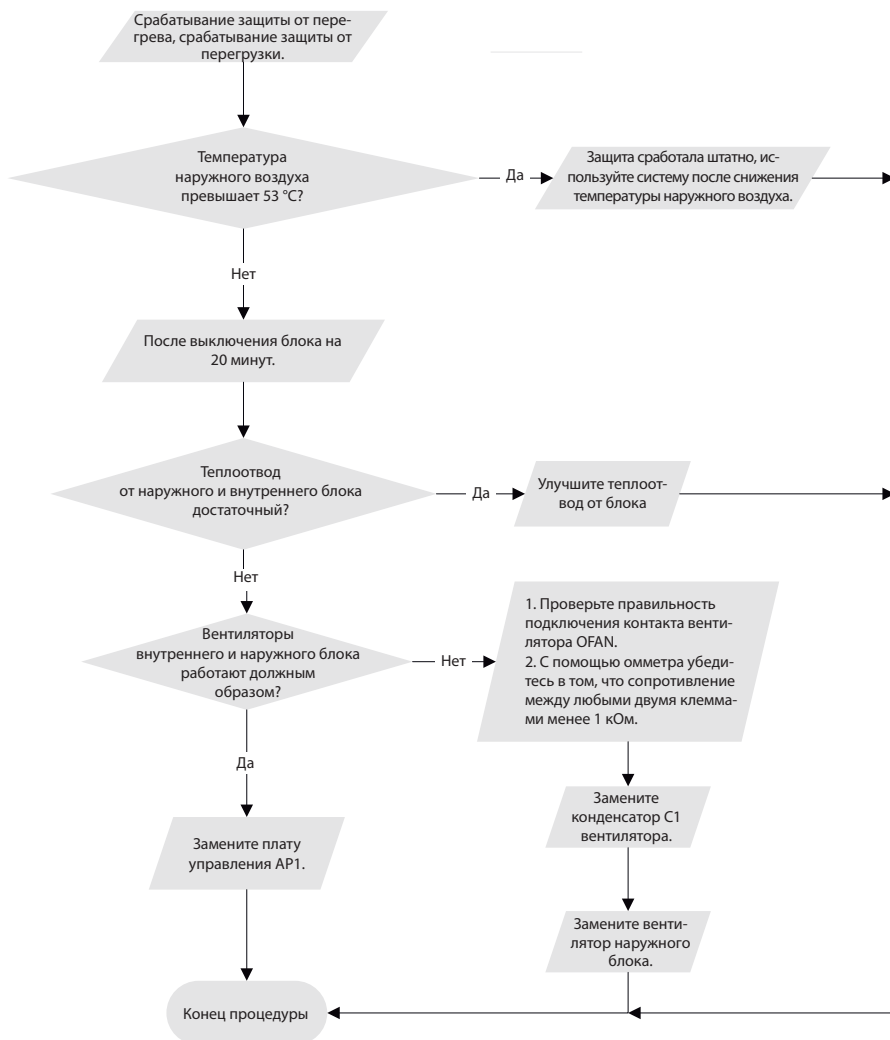 Срабатывание защиты от пере-
грева, срабатывание защиты от
перегрузки.
Температура
наружного воздуха
превышает 53 °C?
Да
Защита сработала штатно, ис-
пользуйте систему после снижения
температуры наружного воздуха.
Нет
После выключения блока на
20 минут.
Теплоотвод
от наружного и внутреннего блока
достаточный?
Да
Улучшите теплоот-
вод от блока
Нет
Вентиляторы
внутреннего и наружного блока
работают должным
образом?
Нет
1. Проверьте правильность
подключения контакта венти-
лятора OFAN.
2. С помощью омметра убеди-
тесь в том, что сопротивление
между любыми двумя клемма-
ми менее 1 кОм.
Да
Замените
конденсатор C1
вентилятора.
Замените плату
управления AP1.
Замените венти-
лятор наружного
блока.
Конец процедуры